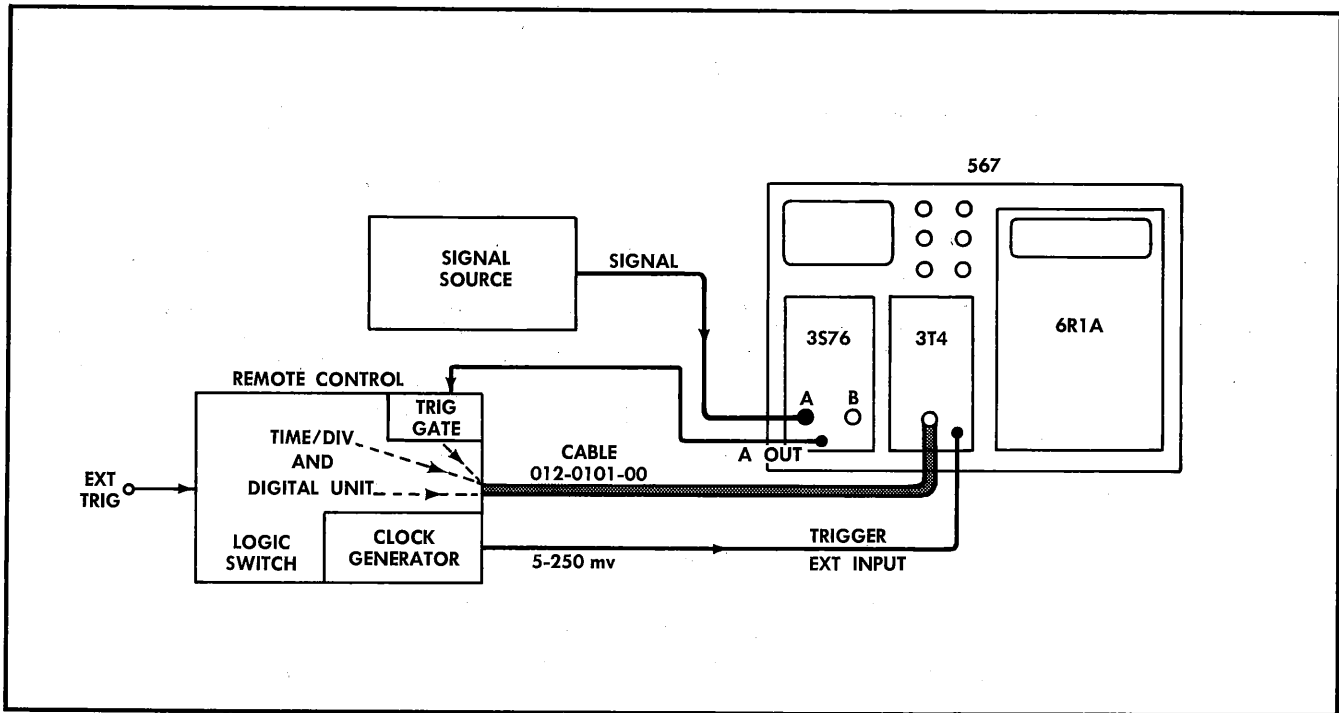 567
SIGNAL
SOURCE
SIGNAL
3S76
3T4
6R1A
A
B
A OUT
REMOTE CONTROL
TRIG
GATE
TIME/DIV
AND
DIGITAL UNIT
EXT
TRIG
LOGIC
SWITCH
CLOCK
GENERATOR
CABLE
012-0101-00
5-250 mv
TRIGGER
EXT INPUT